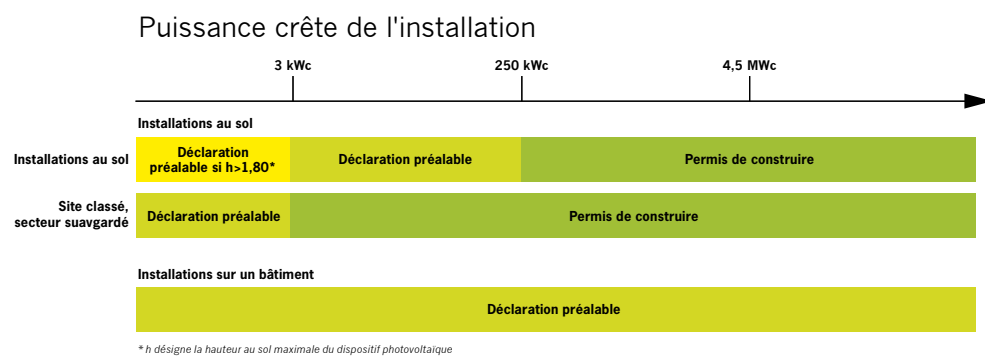 Puissance crête de l'installation
3 kWc
250 kWc
4,5 MWc
Installations au sol
Installations au sol
Déclaration
préalable si h>1,80*
Déclaration préalable
Permis de construire
Site classé,
secteur suavgardé
Déclaration préalable
Permis de construire
Installations sur un bâtiment
Déclaration préalable
* h désigne la hauteur au sol maximale du dispositif photovoltaïque